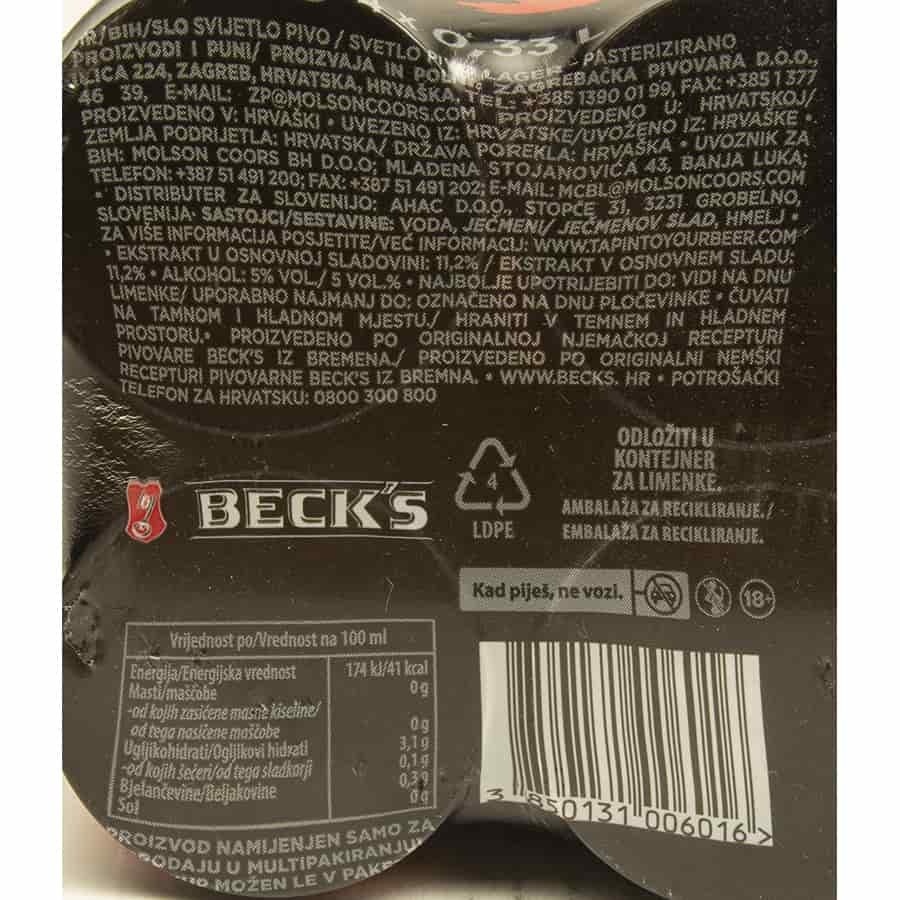 0,33 L
HR/BIH/SLO SVIJETLO PIVO / SVETLO LAGER - PASTERIZIRANO
PROIZVODI I PUNI/ PROIZVAJA IN ZAGREBAČKA PIVOVARA D.O.O.,
ILICA 224, ZAGREB, HRVATSKA, HRVAŠKA, TEL: +385 1390 01 99, FAX: +385 1 377
46 39, E-MAIL: ZP@MOLSONCOORS.COM PROIZVEDENO U: HRVATSKOJ/
PROIZVEDENO V: HRVAŠKI • UVEZENO IZ: HRVATSKE/UVOŽENO IZ: HRVAŠKE •
ZEMLJA PODRIJETLA: HRVATSKA/ DRŽAVA POREKLA: HRVAŠKA • UVOZNIK ZA
BIH: MOLSON COORS BH D.O.O; MLADENA STOJANOVIĆA 43, BANJA LUKA;
TELEFON: +387 51 491 200; FAX: +387 51 491 202; E-MAIL: MCBL@MOLSONCOORS.COM
• DISTRIBUTER ZA SLOVENIJO: AHAC D.O.O., STOPČE 31, 3231 GROBELNO,
SLOVENIJA• SASTOJCI/SESTAVINE: VODA, JEČMENI/ JEČMENOV SLAD, HMELJ •
ZA VIŠE INFORMACIJA POSJETITE/VEČ INFORMACIJ: WWW.TAPINTOYOURBEER.COM
• EKSTRAKT U OSNOVNOJ SLADOVINI: 11,2% / EKSTRAKT V OSNOVNEM SLADU:
11,2% • ALKOHOL: 5% VOL./ 5 VOL.% • NAJBOLJE UPOTRIJEBITI DO: VIDI NA DNU
LIMENKE/ UPORABNO NAJMANJ DO: OZNAČENO NA DNU PLOČEVINKE • ČUVATI
NA TAMNOM I HLADNOM MJESTU./ HRANITI V TEMNEM IN HLADNEM
PROSTORU.• PROIZVEDENO PO ORIGINALNOJ NJEMAČKOJ RECEPTURI
PIVOVARE BECK'S IZ BREMENA./ PROIZVEDENO PO ORIGINALNI NEMŠKI
RECEPTURI PIVOVARNE BECK'S IZ BREMNA. • WWW.BECKS.HR • POTROŠAČKI
TELEFON ZA HRVATSKU: 0800 300 800
BECK'S
4
LDPE
ODLOŽITI U
KONTEJNER
ZA LIMENKE.
AMBALAŽA ZA RECIKLIRANJE./
EMBALAŽA ZA RECIKLIRANJE.
Kad piješ, ne vozi.
18+
Vrijednost po/Vrednost na 100 ml
Energija/Energijska vrednost 174 kJ/41 kcal
Masti/maščobe 0 g
-od kojih zasićene masne kiseline/
od tega nasičene maščobe 0 g
Ugljikohidrati/Ogljikovi hidrati 3,1 g
-od kojih šećeri/od tega sladkorji 0,1 g
Bjelančevine/Beljakovine 0,3 g
Sol 0 g
PROIZVOD NAMIJENJEN SAMO ZA
PRODAJU U MULTIPAKIRANJU
MOŽEN LE V
3 850131 006016 >